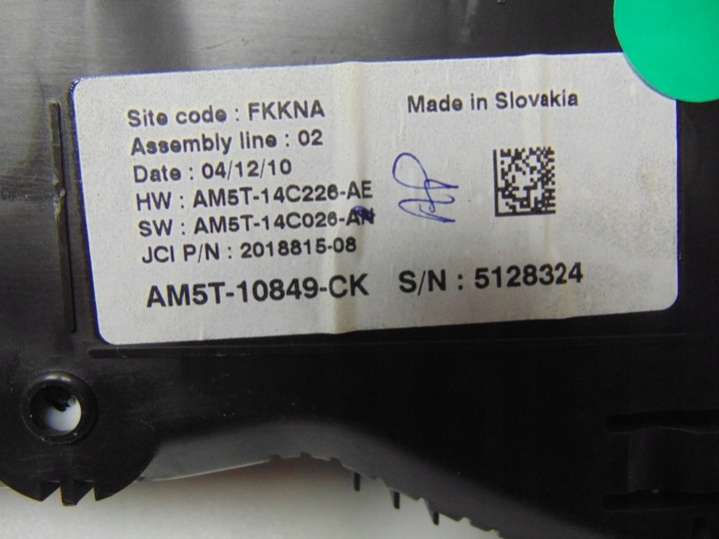 Site code : FKKNA
Made in Slovakia
Assembly line : 02
Date : 04/12/10
HW : AM5T-14C226-AE
SW : AM5T-14C026-AN
JCI P/N : 2018815-08
AM5T-10849-CK S/N : 5128324